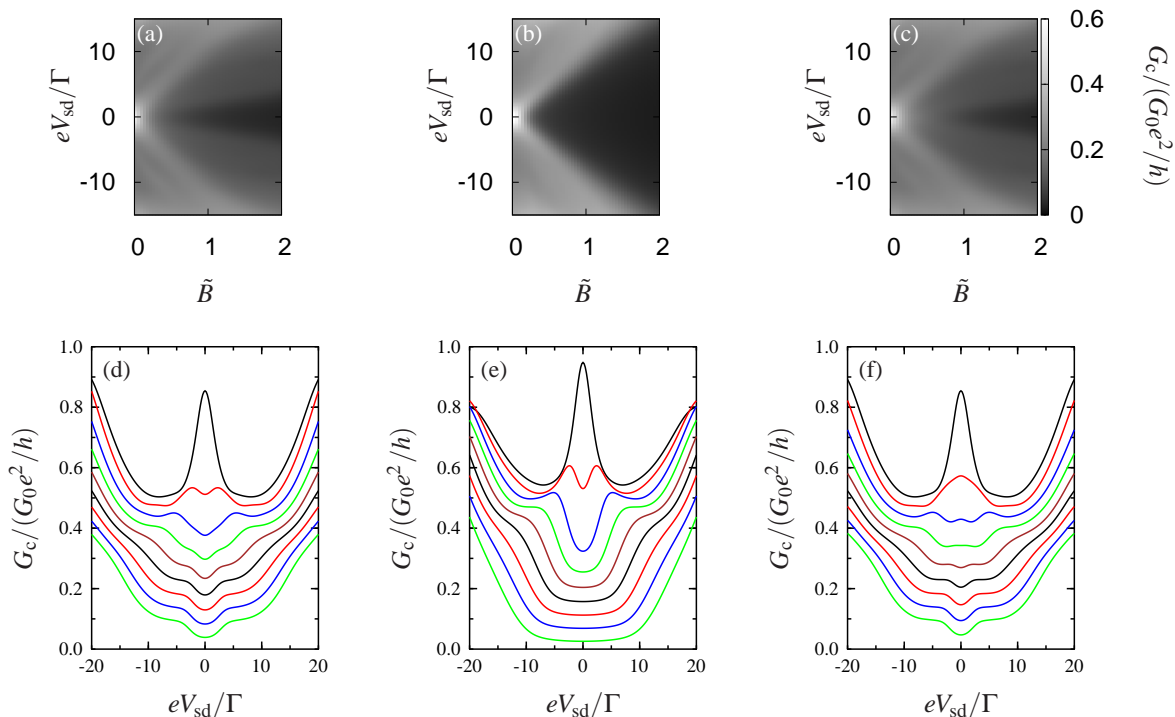 (a)
10
0
-10
eV_sd/Γ
0
1
2
B̃
(b)
10
0
-10
eV_sd/Γ
0
1
2
B̃
(c)
10
0
-10
eV_sd/Γ
0
1
2
B̃
0.6
0.4
0.2
0
G_c/(G_0e^2/h)
(d)
1.0
0.8
0.6
0.4
0.2
0.0
G_c/(G_0e^2/h)
-20
-10
0
10
20
eV_sd/Γ
(e)
1.0
0.8
0.6
0.4
0.2
0.0
G_c/(G_0e^2/h)
-20
-10
0
10
20
eV_sd/Γ
(f)
1.0
0.8
0.6
0.4
0.2
0.0
G_c/(G_0e^2/h)
-20
-10
0
10
20
eV_sd/Γ